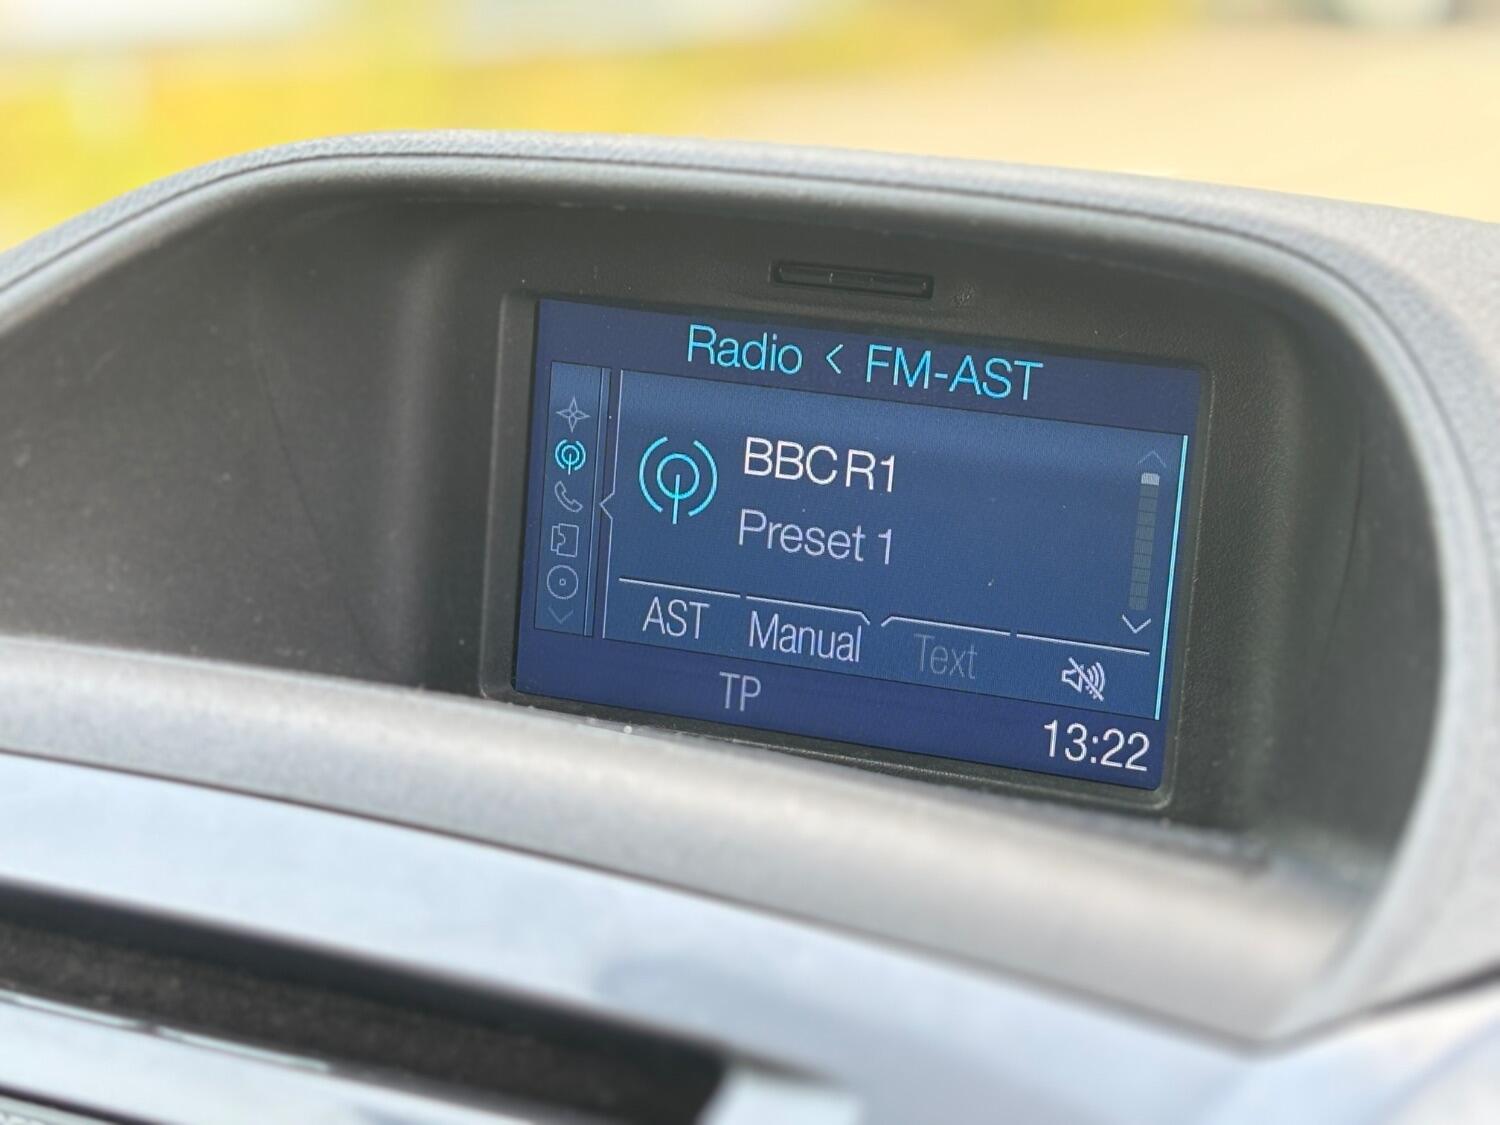 Radio < FM-AST
BBC R1
Preset 1
AST Manual Text
TP
13:22